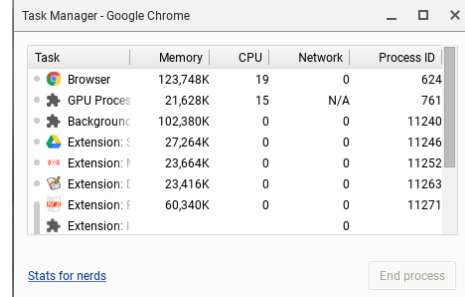 Task Manager - Google Chrome
Task Memory CPU Network Process ID
Browser 123,748K 19 0 624
GPU Proces 21,628K 15 N/A 761
Backgroun 102,380K 0 0 11240
Extension: 27,264K 0 0 11246
Extension: 23,664K 0 0 11252
Extension: 23,416K 0 0 11263
Extension: 60,340K 0 0 11271
Extension: 0
Stats for nerds
End process